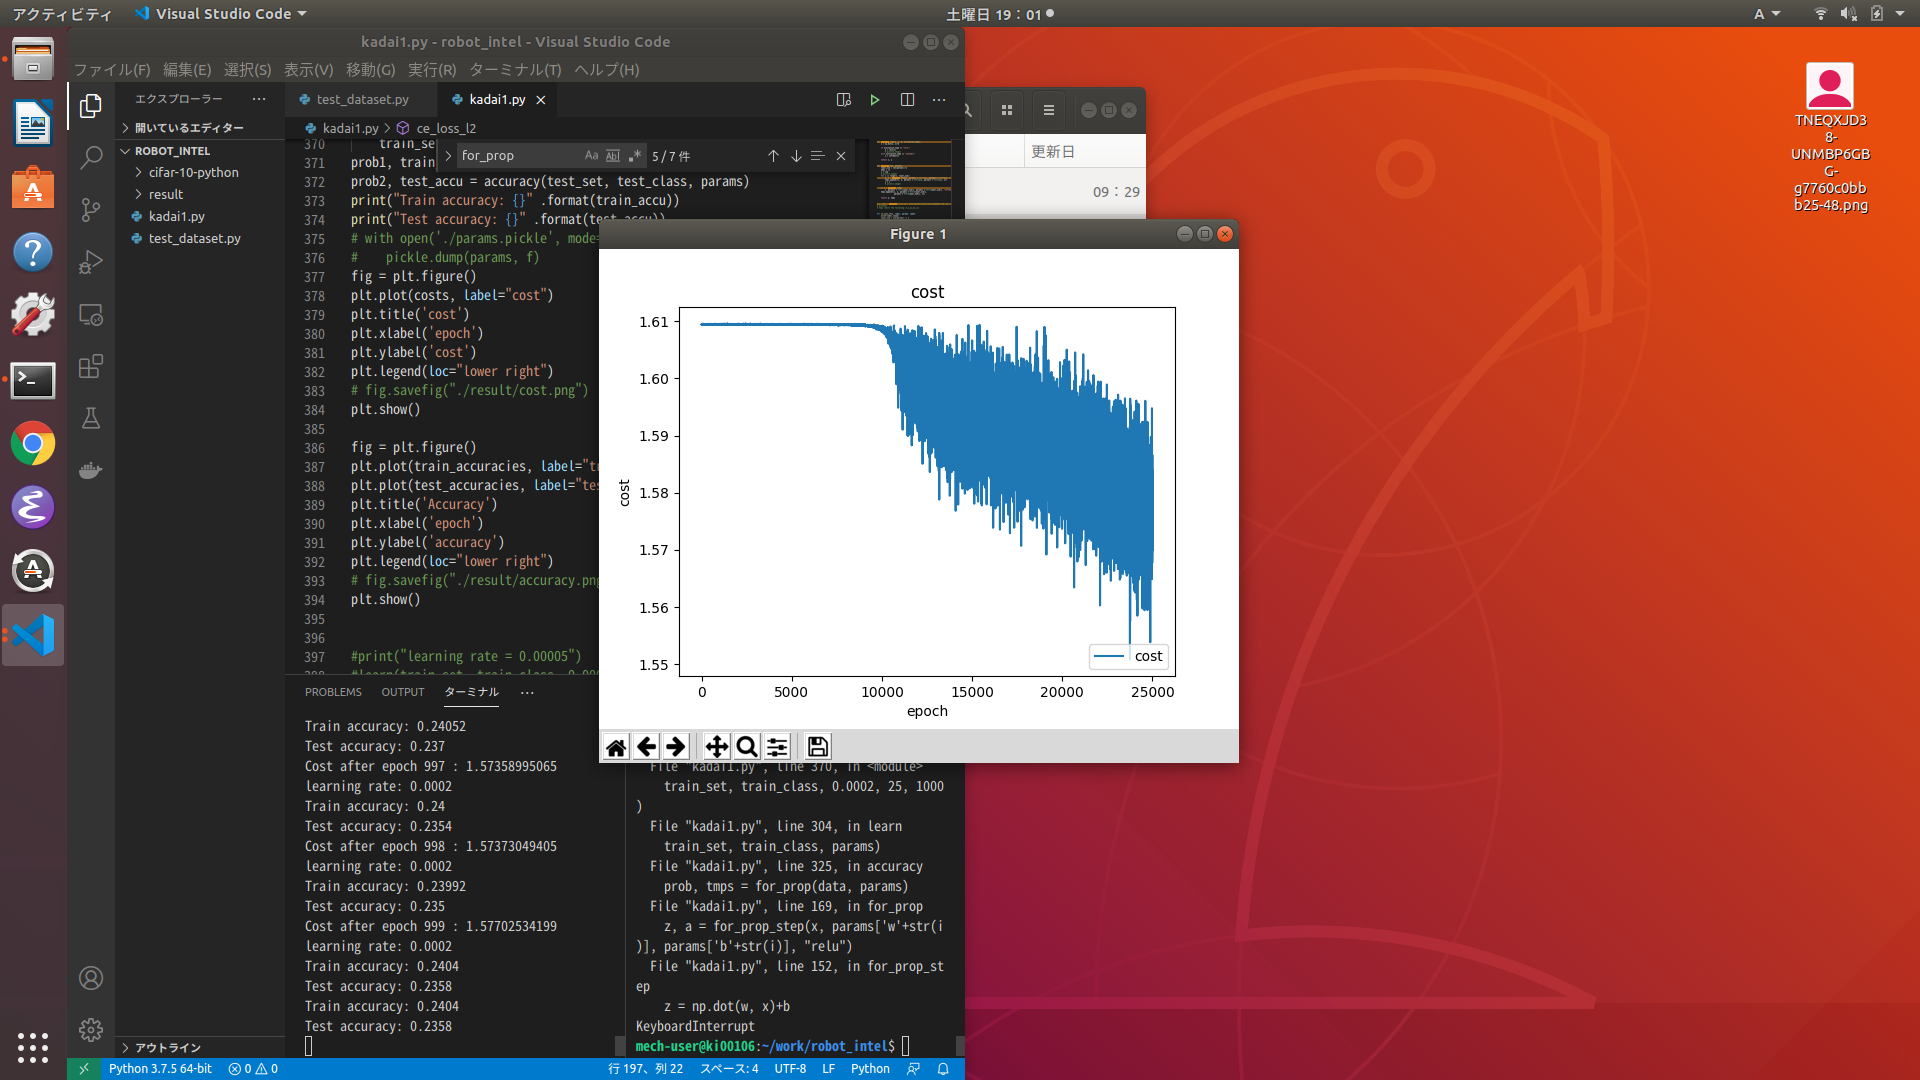 アクティビティ
Visual Studio Code
土曜日 19：01
A
kadai1.py - robot_intel - Visual Studio Code
ファイル(F) 編集(E) 選択(S) 表示(V) 移動(G) 実行(R) ターミナル(T) ヘルプ(H)
エクスプローラー
開いているエディター
ROBOT_INTEL
cifar-10-python
result
kadai1.py
test_dataset.py
アウトライン
test_dataset.py
kadai1.py
kadai1.py
ce_loss_l2
for_prop
Aa
Abl
.*
5/7 件
370 train_se
371 prob1, train
372 prob2, test_accu = accuracy(test_set, test_class, params)
373 print("Train accuracy: {}" .format(train_accu))
374 print("Test accuracy: {}" .format(test_accu))
375 # with open('./params.pickle', mode=
376 # pickle.dump(params, f)
377 fig = plt.figure()
378 plt.plot(costs, label="cost")
379 plt.title('cost')
380 plt.xlabel('epoch')
381 plt.ylabel('cost')
382 plt.legend(loc="lower right")
383 # fig.savefig("./result/cost.png")
384 plt.show()
385
386 fig = plt.figure()
387 plt.plot(train_accuracies, label="t
388 plt.plot(test_accuracies, label="tes
389 plt.title('Accuracy')
390 plt.xlabel('epoch')
391 plt.ylabel('accuracy')
392 plt.legend(loc="lower right")
393 # fig.savefig("./result/accuracy.png
394 plt.show()
395
396
397 #print("learning rate = 0.00005")
更新日
09：29
Figure 1
cost
1.61
1.60
1.59
1.58
1.57
1.56
1.55
cost
0 5000 10000 15000 20000 25000
epoch
cost
PROBLEMS OUTPUT ターミナル
Train accuracy: 0.24052
Test accuracy: 0.237
Cost after epoch 997 : 1.57358995065
learning rate: 0.0002
Train accuracy: 0.24
Test accuracy: 0.2354
Cost after epoch 998 : 1.57373049405
learning rate: 0.0002
Train accuracy: 0.23992
Test accuracy: 0.235
Cost after epoch 999 : 1.57702534199
learning rate: 0.0002
Train accuracy: 0.2404
Test accuracy: 0.2358
Train accuracy: 0.2404
Test accuracy: 0.2358
File "kadai1.py", line 370, in <module>
train_set, train_class, 0.0002, 25, 1000
)
File "kadai1.py", line 304, in learn
train_set, train_class, params)
File "kadai1.py", line 325, in accuracy
prob, tmps = for_prop(data, params)
File "kadai1.py", line 169, in for_prop
z, a = for_prop_step(x, params['w'+str(i
)], params['b'+str(i)], "relu")
File "kadai1.py", line 152, in for_prop_st
ep
z = np.dot(w, x)+b
KeyboardInterrupt
mech-user@ki00106:~/work/robot_intel$
Python 3.7.5 64-bit
0
0
行 197、列 22
スペース: 4
UTF-8
LF
Python
TNEQXJD3
8-
UNMBP6GB
G-
g7760c0bb
b25-48.png